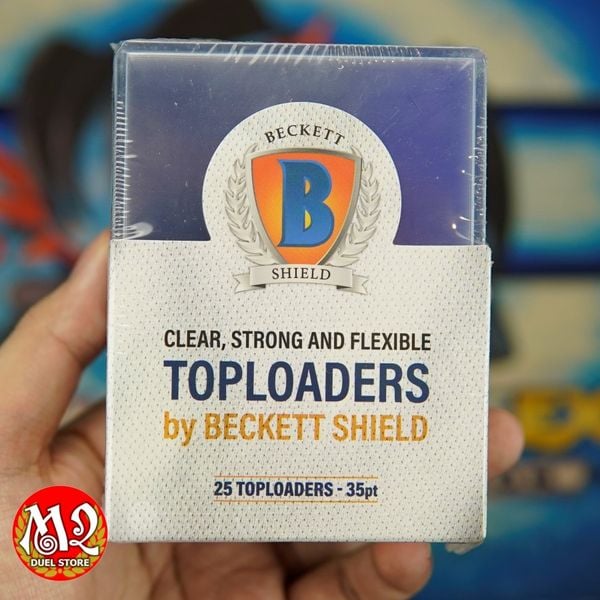 BECKETT
B
SHIELD
CLEAR, STRONG AND FLEXIBLE
TOPLOADERS
by BECKETT SHIELD
25 TOPLOADERS - 35pt
M2
DUEL STORE